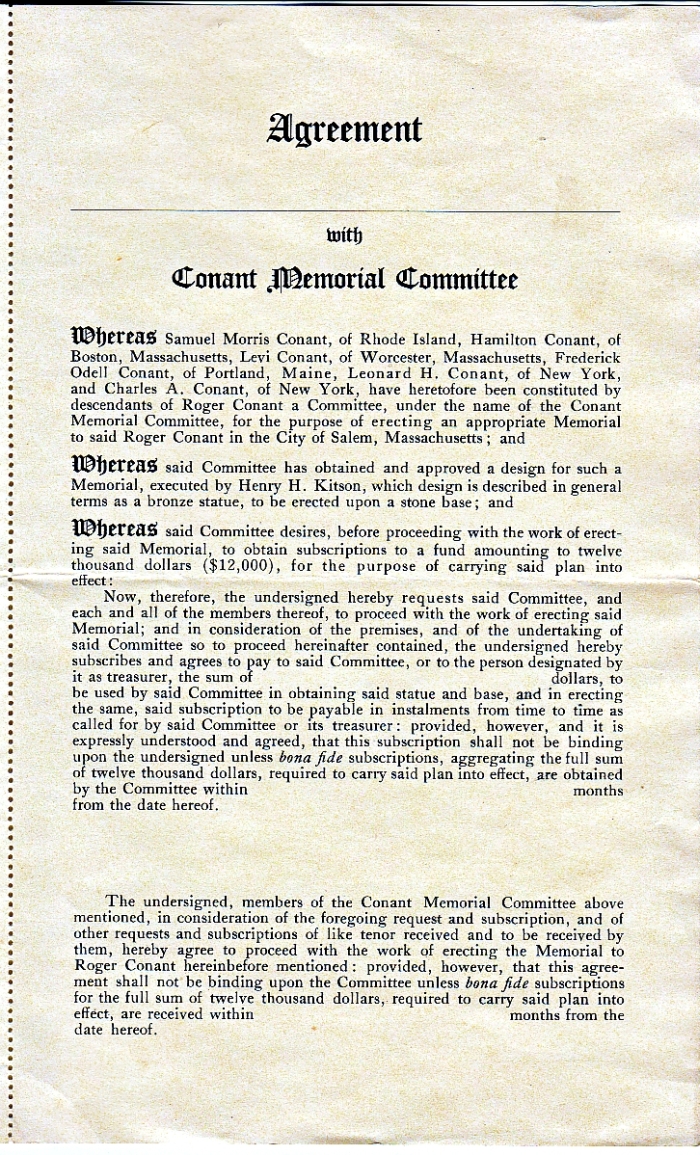 Agreement
with
Conant Memorial Committee
Whereas Samuel Morris Conant, of Rhode Island, Hamilton Conant, of
Boston, Massachusetts, Levi Conant, of Worcester, Massachusetts, Frederick
Odell Conant, of Portland, Maine, Leonard H. Conant, of New York,
and Charles A. Conant, of New York, have heretofore been constituted by
descendants of Roger Conant a Committee, under the name of the Conant
Memorial Committee, for the purpose of erecting an appropriate Memorial
to said Roger Conant in the City of Salem, Massachusetts; and
Whereas said Committee has obtained and approved a design for such a
Memorial, executed by Henry H. Kitson, which design is described in general
terms as a bronze statue, to be erected upon a stone base; and
Whereas said Committee desires, before proceeding with the work of erect-
ing said Memorial, to obtain subscriptions to a fund amounting to twelve
thousand dollars ($12,000), for the purpose of carrying said plan into
effect:
Now, therefore, the undersigned hereby requests said Committee, and
each and all of the members thereof, to proceed with the work of erecting said
Memorial; and in consideration of the premises, and of the undertaking of
said Committee so to proceed hereinafter contained, the undersigned hereby
subscribes and agrees to pay to said Committee, or to the person designated by
it as treasurer, the sum of dollars, to
be used by said Committee in obtaining said statue and base, and in erecting
the same, said subscription to be payable in instalments from time to time as
called for by said Committee or its treasurer: provided, however, and it is
expressly understood and agreed, that this subscription shall not be binding
upon the undersigned unless bona fide subscriptions, aggregating the full sum
of twelve thousand dollars, required to carry said plan into effect, are obtained
by the Committee within months
from the date hereof.
The undersigned, members of the Conant Memorial Committee above
mentioned, in consideration of the foregoing request and subscription, and of
other requests and subscriptions of like tenor received and to be received by
them, hereby agree to proceed with the work of erecting the Memorial to
Roger Conant hereinbefore mentioned: provided, however, that this agree-
ment shall not be binding upon the Committee unless bona fide subscriptions
for the full sum of twelve thousand dollars, required to carry said plan into
effect, are received within months from the
date hereof.